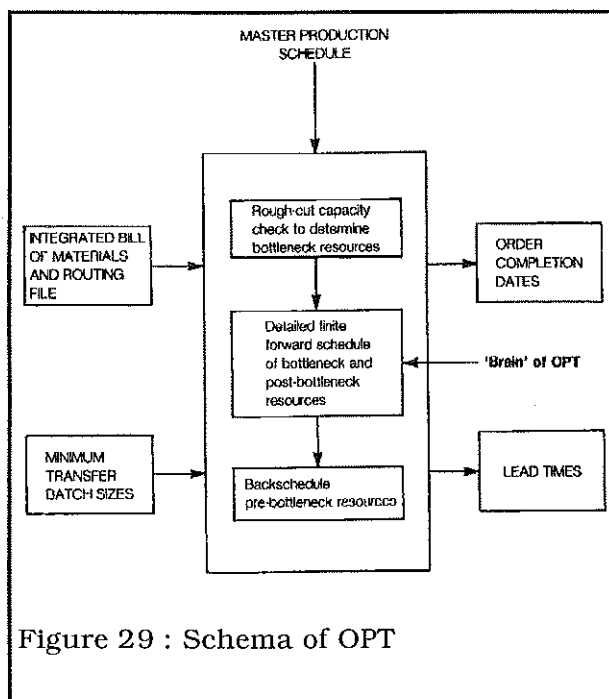 MASTER PRODUCTION
SCHEDULE
Rough-cut capacity
check to determine
bottleneck resources
INTEGRATED BILL
OF MATERIALS
AND ROUTING
FILE
ORDER
COMPLETION
DATES
Detailed finite
forward schedule
of bottleneck and
post-bottleneck
resources
'Brain' of OPT
MINIMUM
TRANSFER
BATCH SIZES
Backschedule
pre-bottleneck resources
LEAD TIMES
Figure 29 : Schema of OPT